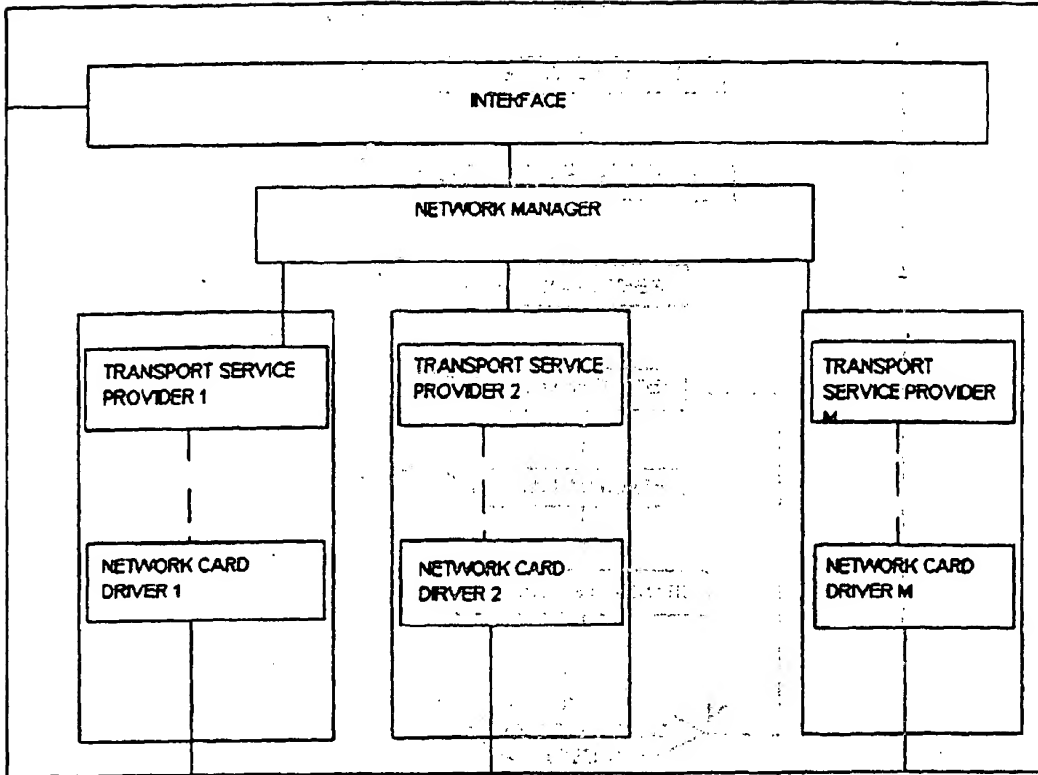 INTERFACE
NETWORK MANAGER
TRANSPORT SERVICE
PROVIDER 1
TRANSPORT SERVICE
PROVIDER 2
TRANSPORT
SERVICE PROVIDER
M
NETWORK CARD
DRIVER 1
NETWORK CARD
DIRVER 2
NETWORK CARD
DRIVER M